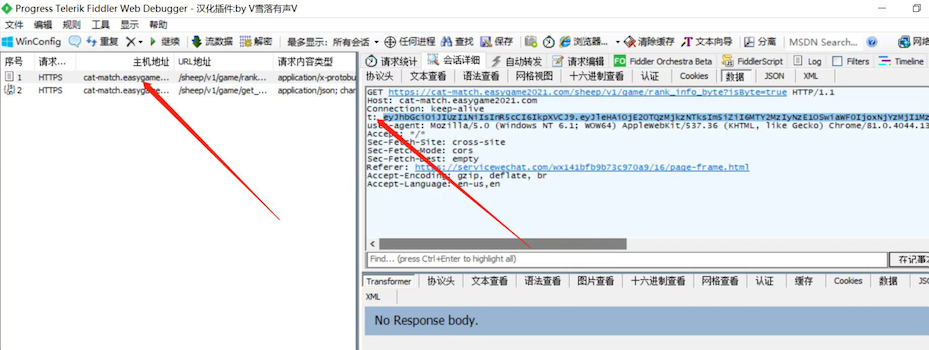 Progress Telerik Fiddler Web Debugger - 汉化插件:by V雪落有声V
文件 编辑 规则 工具 显示 帮助
WinConfig 重复 继续 流数据 解密 最多显示: 所有会话 任何进程 查找 保存 浏览器... 清除缓存 文本向导 分离 MSDN Search... 网络
序号 请求... 主机地址 URL地址 请求内容类型
1 HTTPS cat-match.easygame... /sheep/v1/game/rank... application/x-protobu
2 HTTPS cat-match.easygame... /sheep/v1/game/get_... application/json; char
请求统计 会话详细 自动转发 请求编辑 FO Fiddler Orchestra Beta FiddlerScript Log Filters Timeline
协议头 文本查看 语法查看 网页视图 十六进制查看 认证 Cookies 数据 JSON XML
GET https://cat-match.easygame2021.com/sheep/v1/game/rank_info_byte?isByte=true HTTP/1.1
Host: cat-match.easygame2021.com
Connection: keep-alive
t:
user-agent: Mozilla/5.0 (Windows NT 6.1; WOW64) AppleWebKit/537.36 (KHTML, like Gecko) Chrome/81.0.4044.13
Accept: */*
Sec-Fetch-Site: cross-site
Sec-Fetch-Mode: cors
Sec-Fetch-Dest: empty
Referer: https://servicewechat.com/wx141bfb9b73c970a9/16/page-frame.html
Accept-Encoding: gzip, deflate, br
Accept-Language: en-us,en
Find... (press Ctrl+Enter to highlight all) 在记事本
Transformer 协议头 文本查看 语法查看 图片查看 十六进制查看 网格查看 认证 缓存 Cookies 数据 JSO
XML
No Response body.